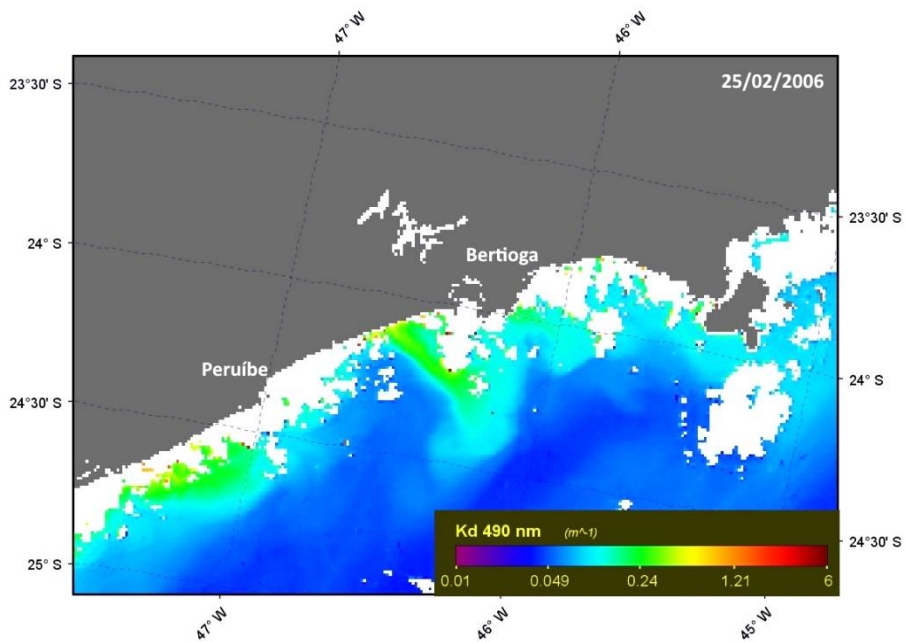 47° W
46° W
23°30' S
25/02/2006
24° S
23°30' S
Bertioga
Peruíbe
24°30' S
24° S
Kd 490 nm (m^-1)
0.01 0.049 0.24 1.21 6
24°30' S
25° S
47° W
46° W
45° W